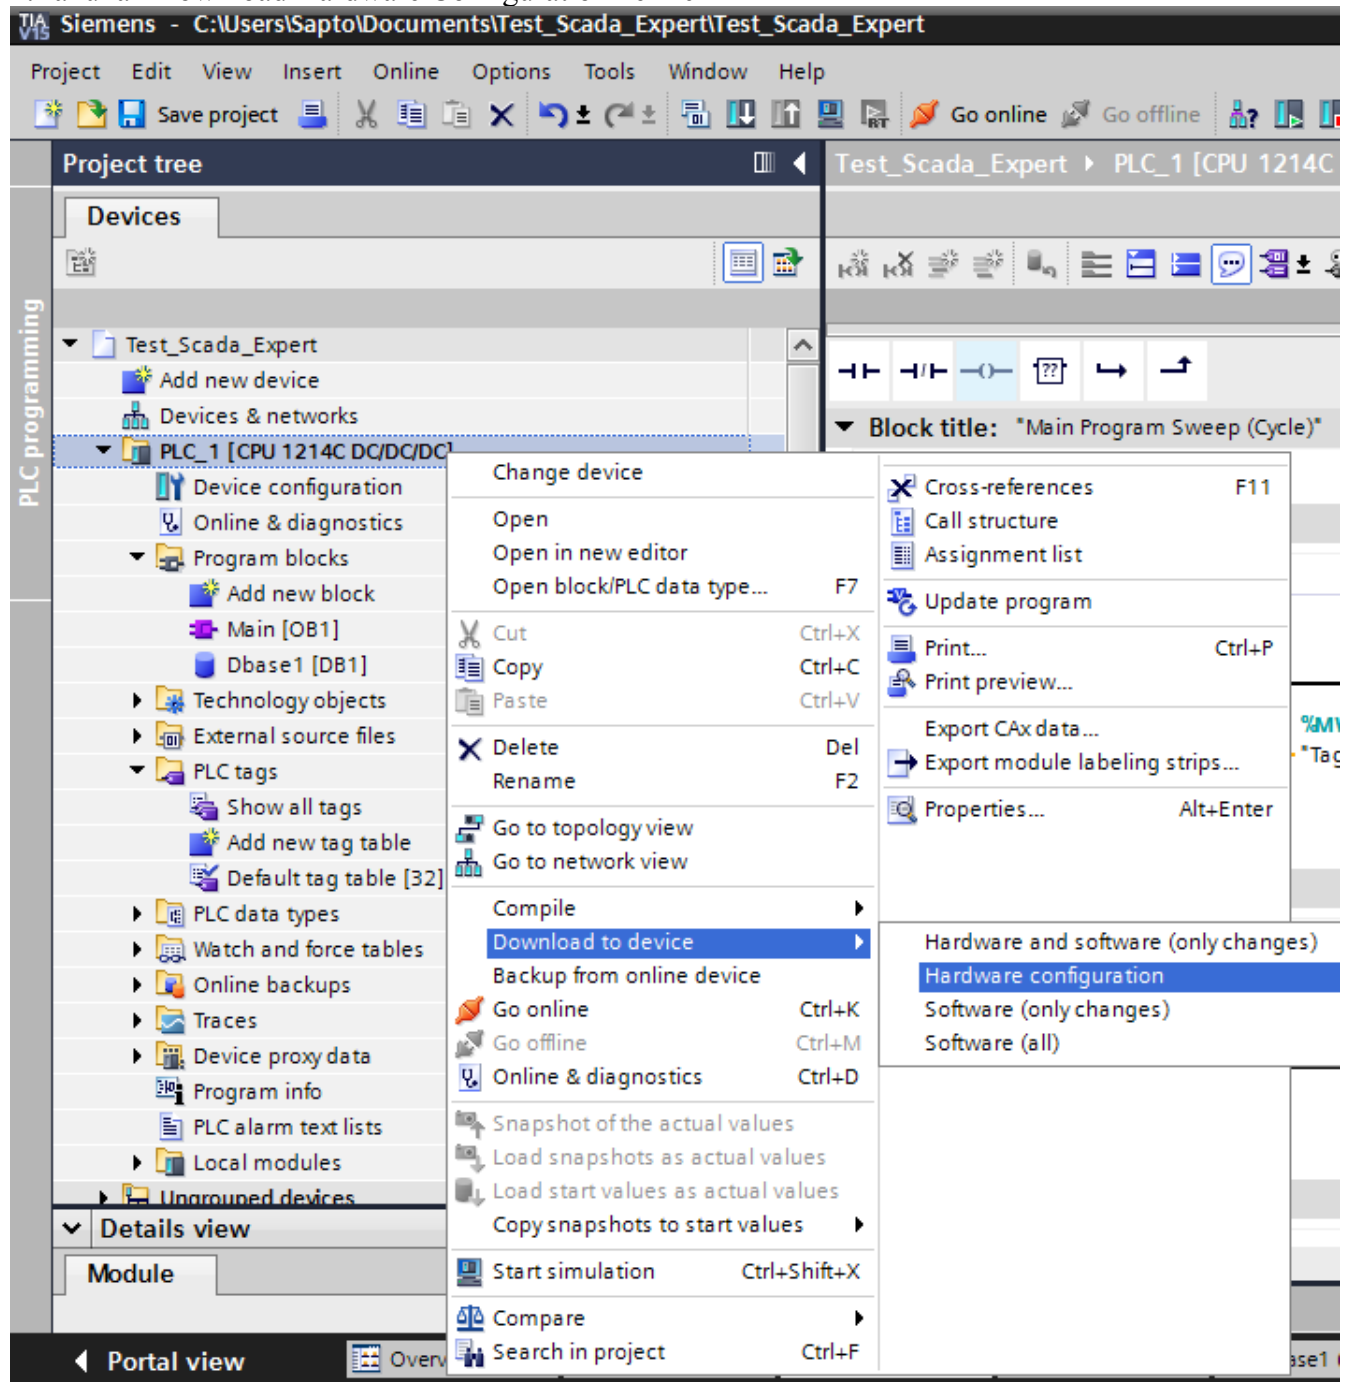 Siemens - C:\Users\Sapto\Documents\Test_Scada_Expert\Test_Scada_Expert
Project Edit View Insert Online Options Tools Window Help
Save project Go online Go offline
Project tree
Test_Scada_Expert PLC_1 [CPU 1214C
Devices
PLC programming
Test_Scada_Expert
Add new device
Devices & networks
PLC_1 [CPU 1214C DC/DC/DC]
Device configuration
Online & diagnostics
Program blocks
Add new block
Main [OB1]
Dbase1 [DB1]
Technology objects
External source files
PLC tags
Show all tags
Add new tag table
Default tag table [32]
PLC data types
Watch and force tables
Online backups
Traces
Device proxy data
Program info
PLC alarm text lists
Local modules
Ungrouped devices
Details view
Module
Portal view
Overv
Block title: "Main Program Sweep (Cycle)"
Change device
Open
Open in new editor
Open block/PLC data type... F7
Cut Ctrl+X
Copy Ctrl+C
Paste Ctrl+V
Delete Del
Rename F2
Go to topology view
Go to network view
Compile
Download to device
Backup from online device
Go online Ctrl+K
Go offline Ctrl+M
Online & diagnostics Ctrl+D
Snapshot of the actual values
Load snapshots as actual values
Load start values as actual values
Copy snapshots to start values
Start simulation Ctrl+Shift+X
Compare
Search in project Ctrl+F
Cross-references F11
Call structure
Assignment list
Update program
Print... Ctrl+P
Print preview...
Export CAx data...
Export module labeling strips...
Properties... Alt+Enter
Hardware and software (only changes)
Hardware configuration
Software (only changes)
Software (all)
"Tag
ase1